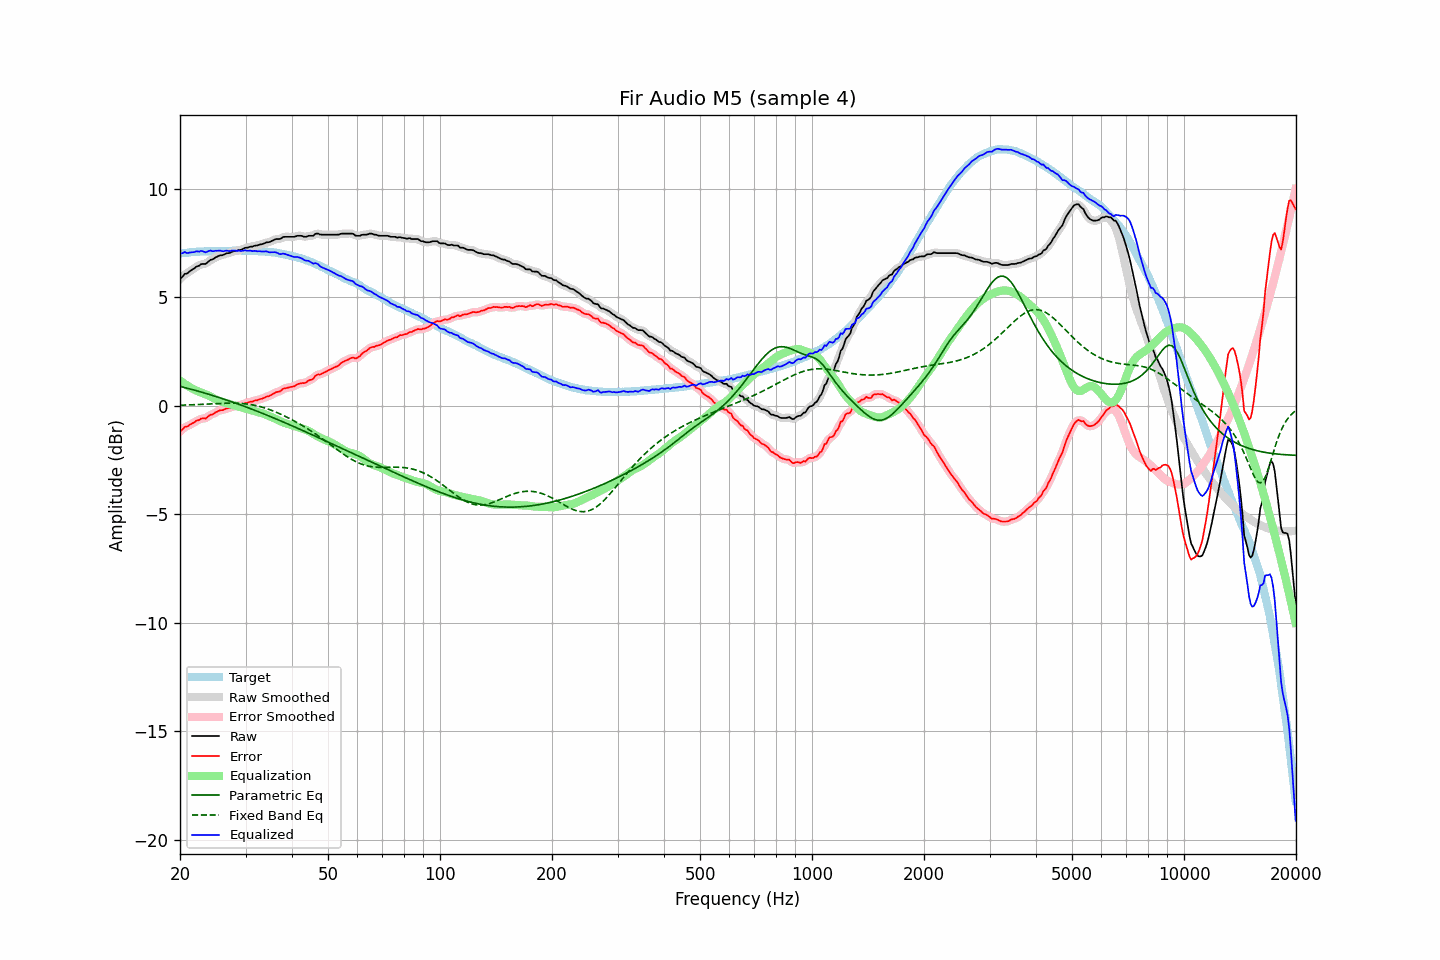 Fir Audio M5 (sample 4)
Amplitude (dBr)
10
5
0
−5
−10
−15
−20
Target
Raw Smoothed
Error Smoothed
Raw
Error
Equalization
Parametric Eq
Fixed Band Eq
Equalized
20 50 100 200 500 1000 2000 5000 10000 20000
Frequency (Hz)